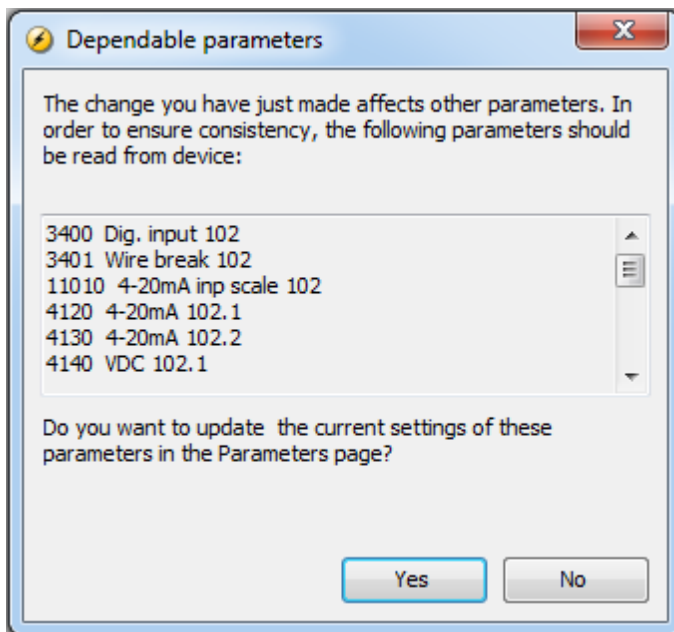 Dependable parameters
The change you have just made affects other parameters. In
order to ensure consistency, the following parameters should
be read from device:
3400 Dig. input 102
3401 Wire break 102
11010 4-20mA inp scale 102
4120 4-20mA 102.1
4130 4-20mA 102.2
4140 VDC 102.1
Do you want to update the current settings of these
parameters in the Parameters page?
Yes
No